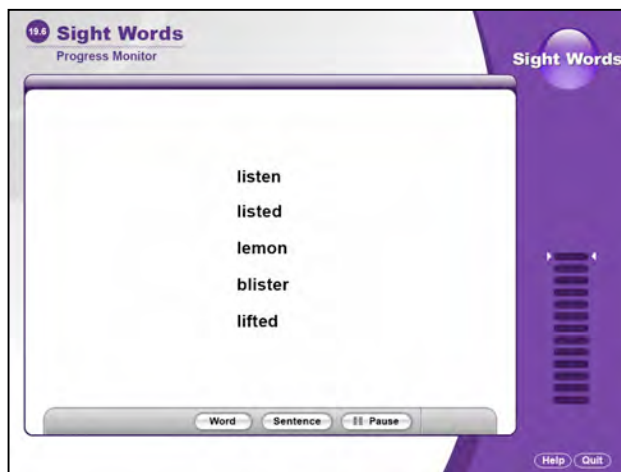 19.6 Sight Words
Progress Monitor
Sight Words
listen
listed
lemon
blister
lifted
Word Sentence Pause
Help Quit